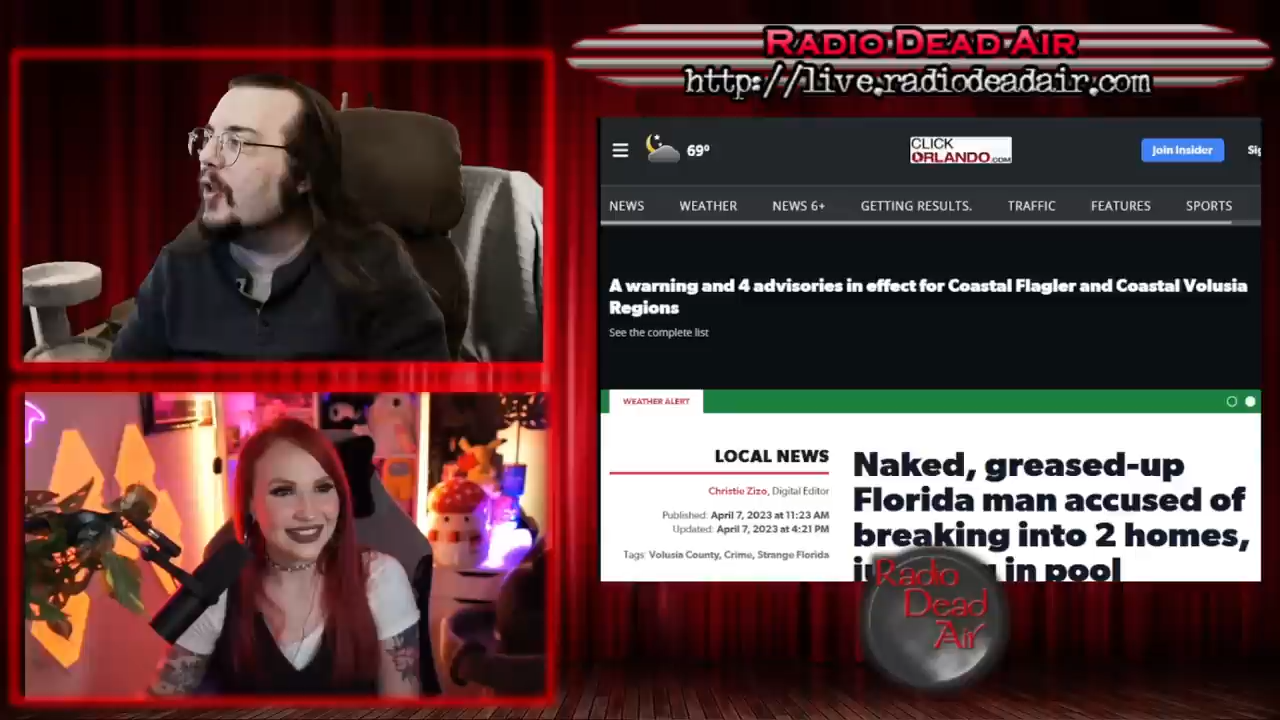 RADIO DEAD AIR
http://live.radiodeadair.com
69°
CLICK
ORLANDO.COM
Join Insider
NEWS
WEATHER
NEWS 6+
GETTING RESULTS.
TRAFFIC
FEATURES
SPORTS
A warning and 4 advisories in effect for Coastal Flagler and Coastal Volusia
Regions
See the complete list
WEATHER ALERT
LOCAL NEWS
Christie Zizo, Digital Editor
Published: April 7, 2023 at 11:23 AM
Updated: April 7, 2023 at 4:21 PM
Tags: Volusia County, Crime, Strange Florida
Naked, greased-up
Florida man accused of
breaking into 2 homes,
in pool
Radio
Dead
Air